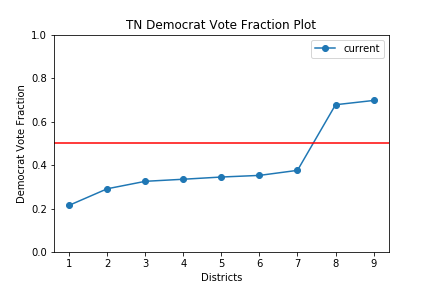 TN Democrat Vote Fraction Plot
current
Democrat Vote Fraction
1.0
0.8
0.6
0.4
0.2
0.0
1 2 3 4 5 6 7 8 9
Districts